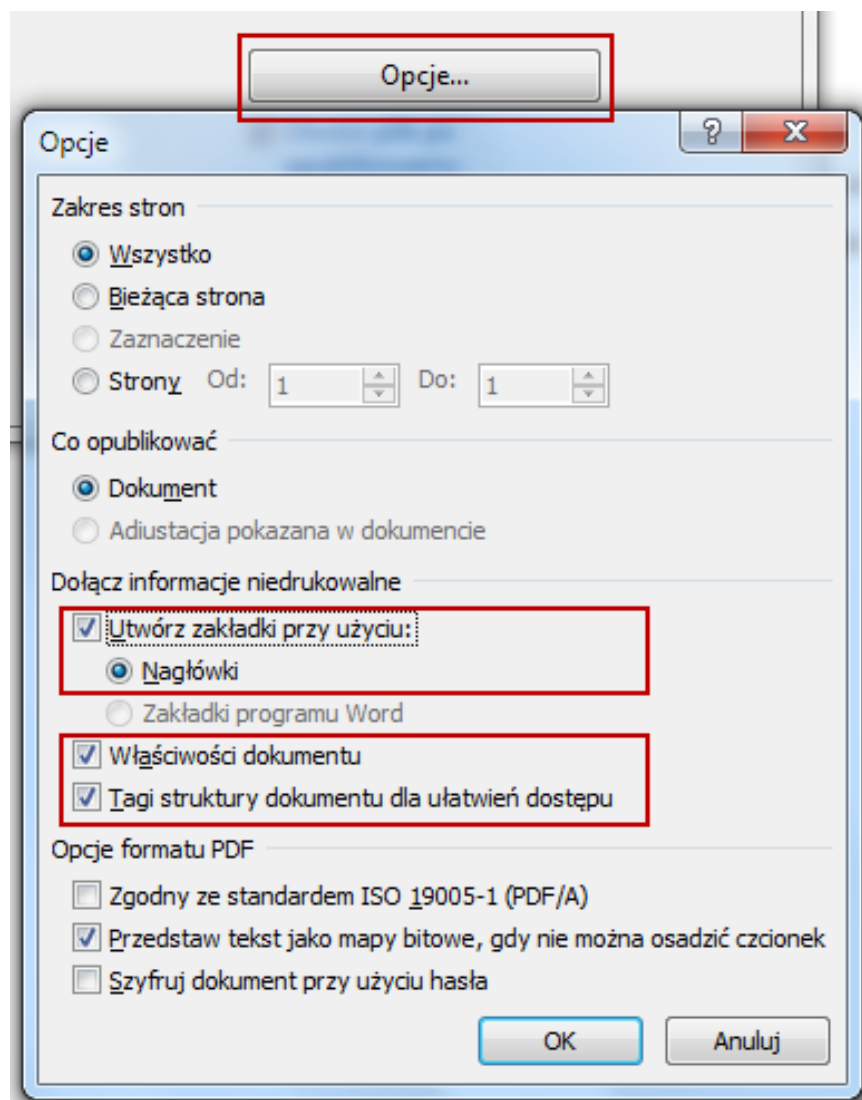 Opcje...
Opcje
Zakres stron
Wszystko
Bieżąca strona
Zaznaczenie
Strony Od: 1 Do: 1
Co opublikować
Dokument
Adiustacja pokazana w dokumencie
Dołącz informacje niedrukowalne
Utwórz zakładki przy użyciu:
Nagłówki
Zakładki programu Word
Właściwości dokumentu
Tagi struktury dokumentu dla ułatwień dostępu
Opcje formatu PDF
Zgodny ze standardem ISO 19005-1 (PDF/A)
Przedstaw tekst jako mapy bitowe, gdy nie można osadzić czcionek
Szyfruj dokument przy użyciu hasła
OK Anuluj